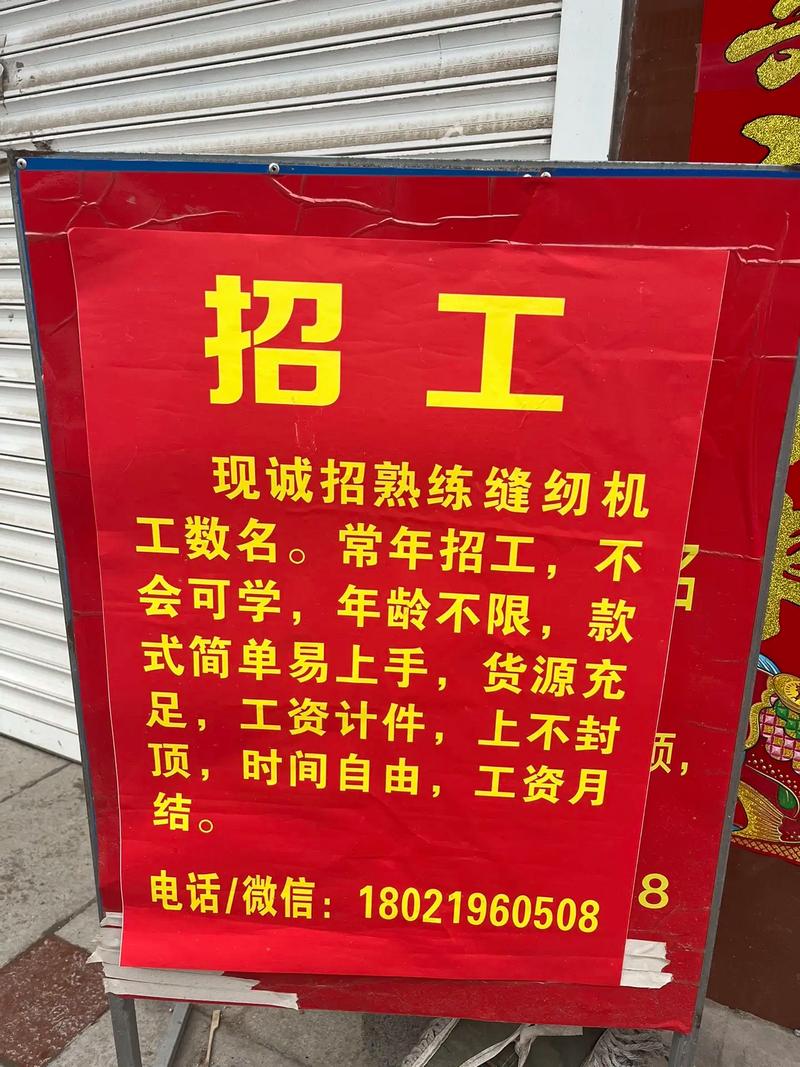 招工
现诚招熟练缝纫机
工数名。常年招工，不
会可学，年龄不限，款
式简单易上手，货源充
足，工资计件，上不封
顶，时间自由，工资月
结。
电话/微信：18021960508
名
顶，
8